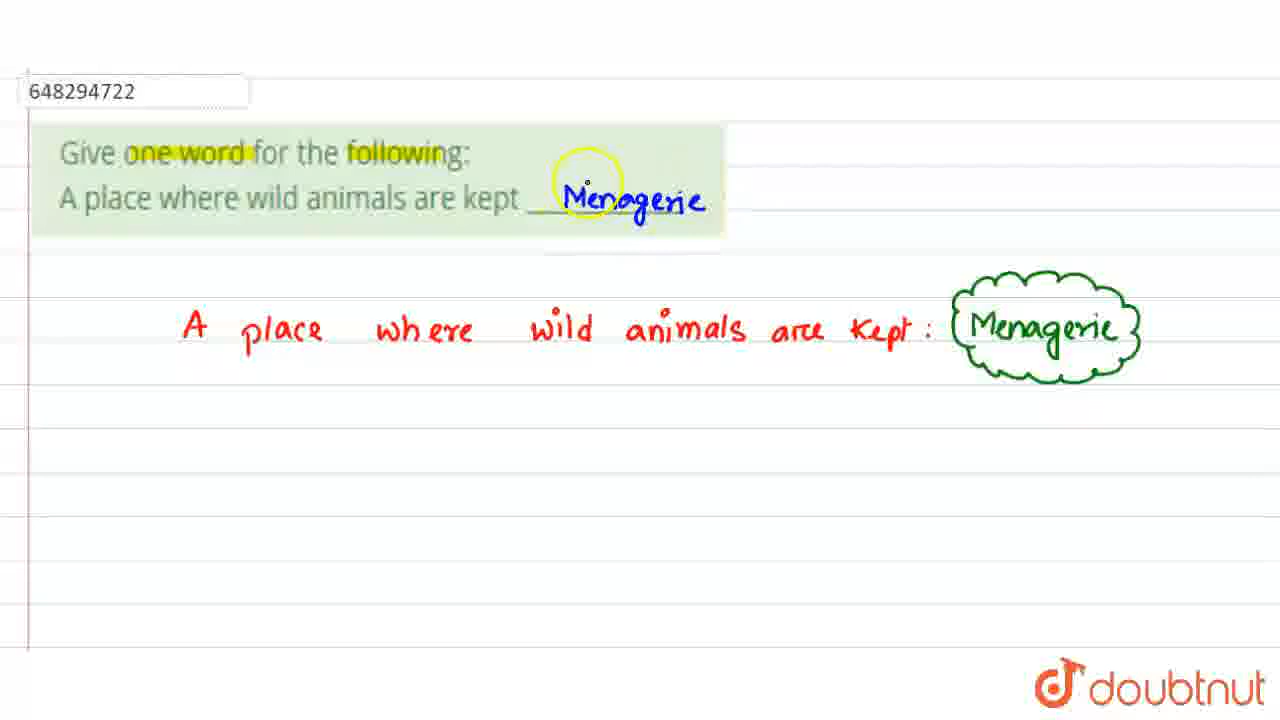 648294722
Give one word for the following:
A place where wild animals are kept ________ Menagerie
A place where wild animals are kept : Menagerie
doubtnut